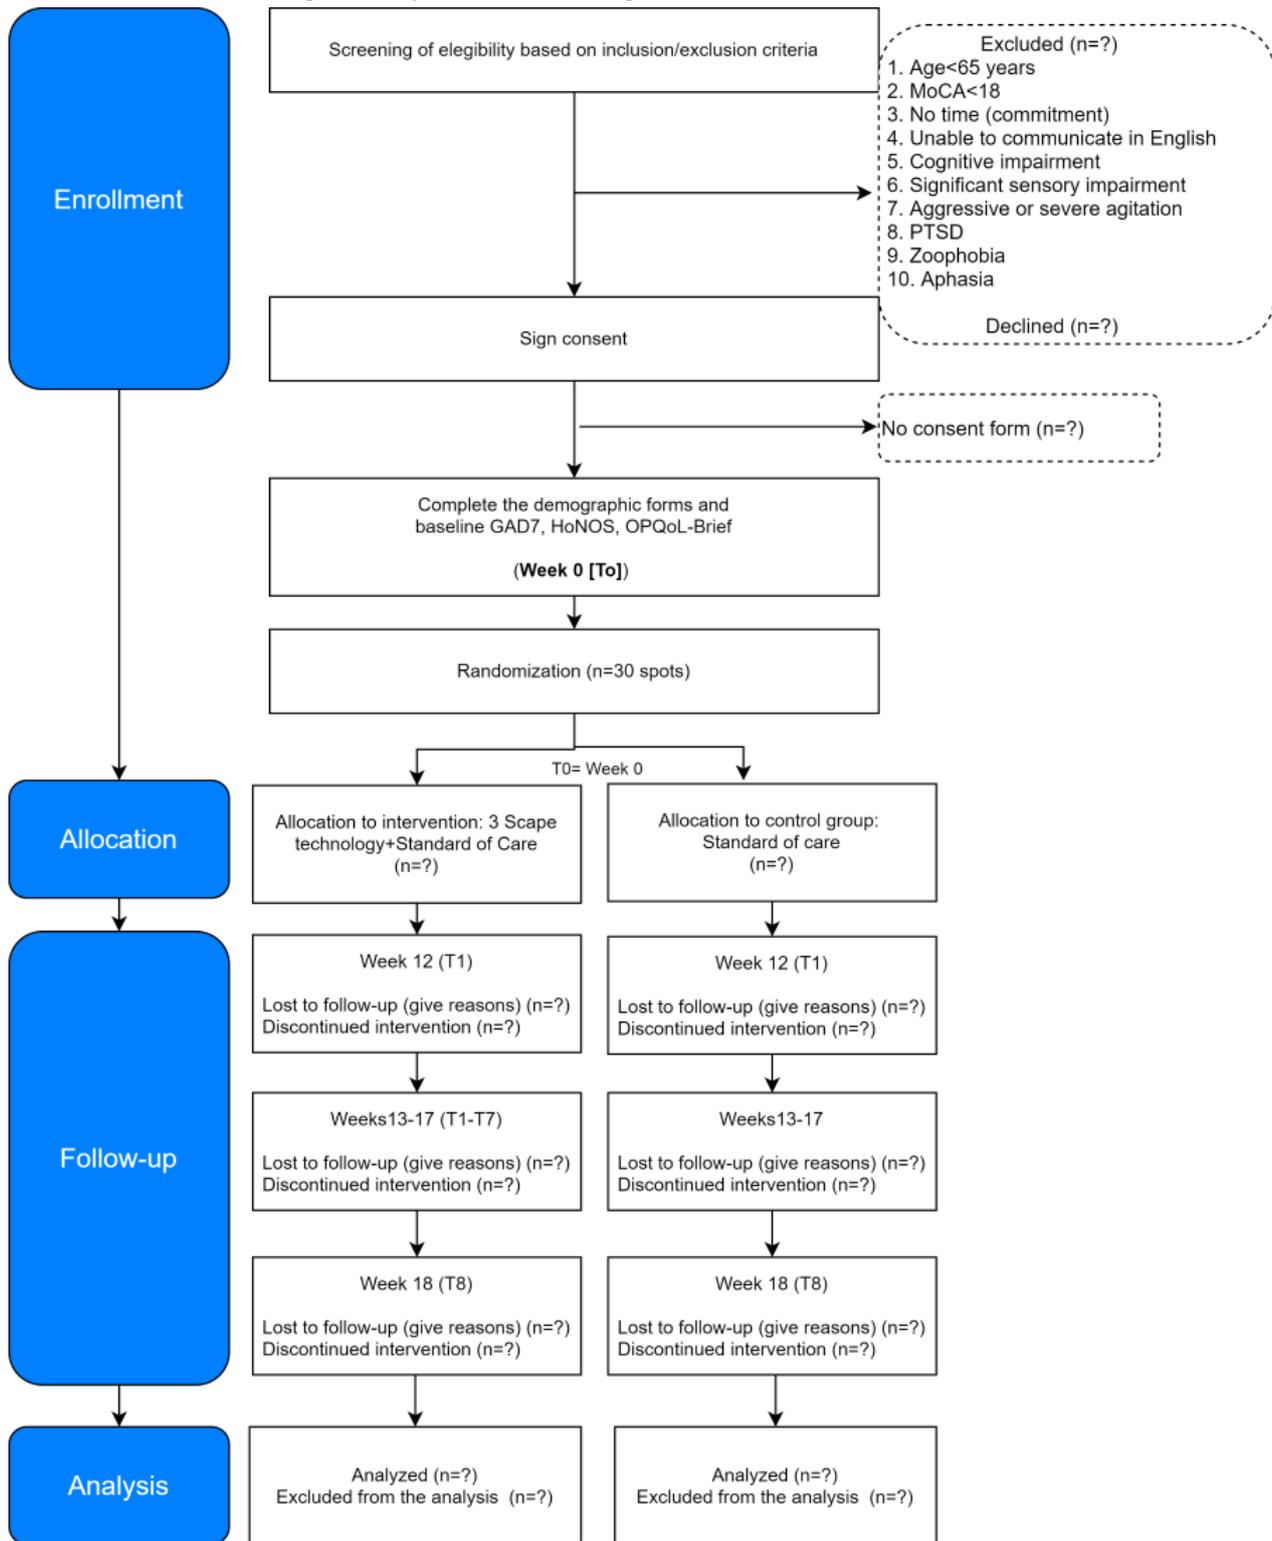 Screening of elegibility based on inclusion/exclusion criteria
Excluded (n=?)
1. Age<65 years
2. MoCA<18
3. No time (commitment)
4. Unable to communicate in English
5. Cognitive impairment
6. Significant sensory impairment
7. Aggressive or severe agitation
8. PTSD
9. Zoophobia
10. Aphasia
Declined (n=?)
Enrollment
Sign consent
No consent form (n=?)
Complete the demographic forms and
baseline GAD7, HoNOS, OPQoL-Brief
(Week 0 [To])
Randomization (n=30 spots)
T0= Week 0
Allocation
Allocation to intervention: 3 Scape
technology+Standard of Care
(n=?)
Allocation to control group:
Standard of care
(n=?)
Follow-up
Week 12 (T1)
Lost to follow-up (give reasons) (n=?)
Discontinued intervention (n=?)
Week 12 (T1)
Lost to follow-up (give reasons) (n=?)
Discontinued intervention (n=?)
Weeks13-17 (T1-T7)
Lost to follow-up (give reasons) (n=?)
Discontinued intervention (n=?)
Weeks13-17
Lost to follow-up (give reasons) (n=?)
Discontinued intervention (n=?)
Week 18 (T8)
Lost to follow-up (give reasons) (n=?)
Discontinued intervention (n=?)
Week 18 (T8)
Lost to follow-up (give reasons) (n=?)
Discontinued intervention (n=?)
Analysis
Analyzed (n=?)
Excluded from the analysis (n=?)
Analyzed (n=?)
Excluded from the analysis (n=?)